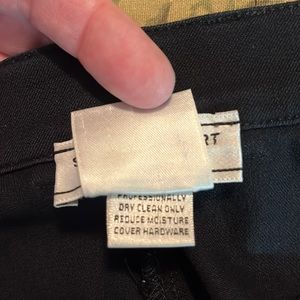 PROFESSIONALLY
DRY CLEAN ONLY
REDUCE MOISTURE
COVER HARDWARE